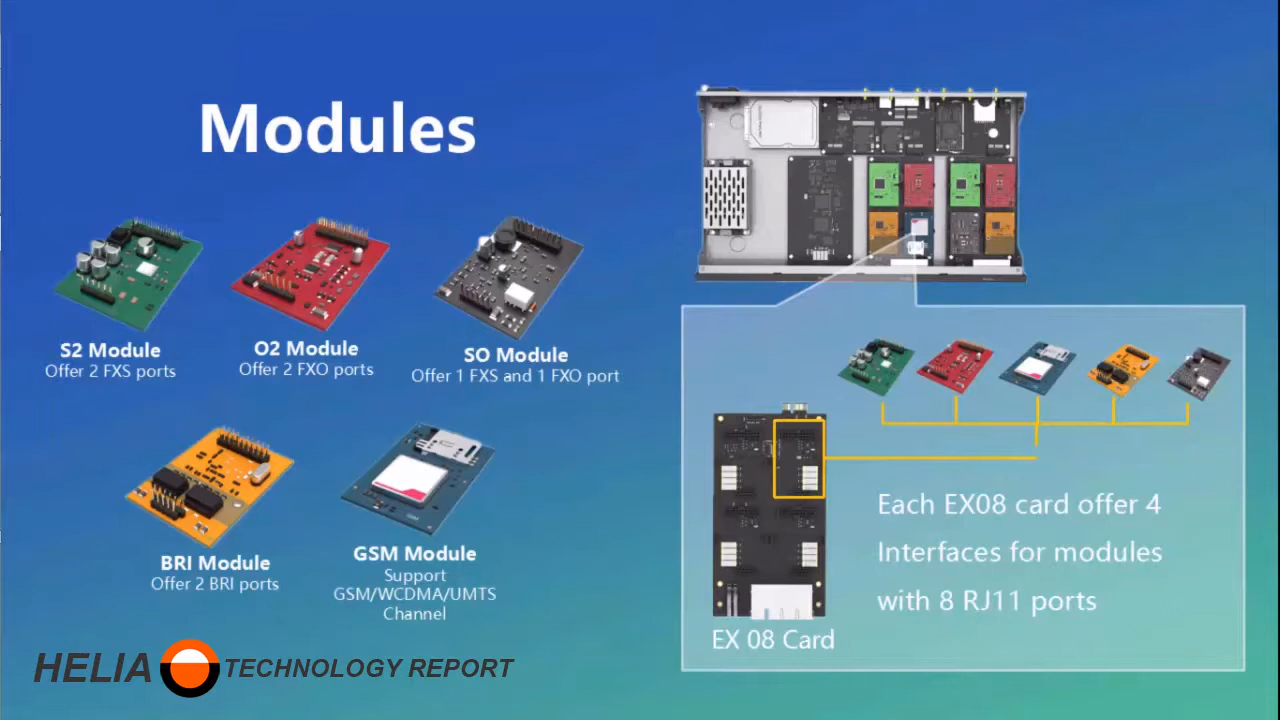 Modules
S2 Module
Offer 2 FXS ports
O2 Module
Offer 2 FXO ports
SO Module
Offer 1 FXS and 1 FXO port
BRI Module
Offer 2 BRI ports
GSM Module
Support
GSM/WCDMA/UMTS
Channel
Each EX08 card offer 4
Interfaces for modules
with 8 RJ11 ports
EX 08 Card
HELIA TECHNOLOGY REPORT